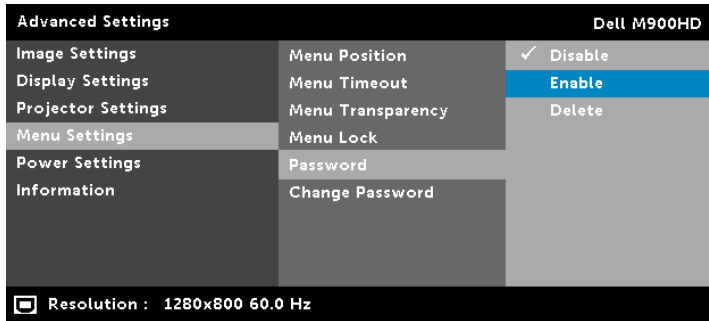 Advanced Settings Dell M900HD
Image Settings Menu Position ✓ Disable
Display Settings Menu Timeout Enable
Projector Settings Menu Transparency Delete
Menu Settings Menu Lock
Power Settings Password
Information Change Password
Resolution : 1280x800 60.0 Hz